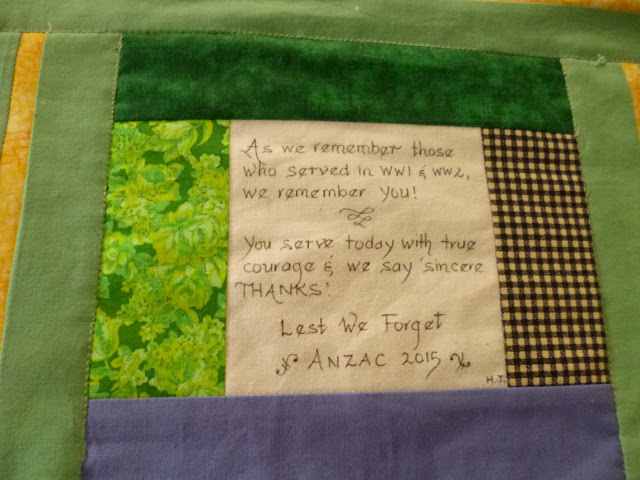 As we remember those
who served in WW1 & WW2,
we remember You!
You serve today with true
courage & we say 'sincere
THANKS'!
Lest We Forget
ANZAC 2015
H.J.